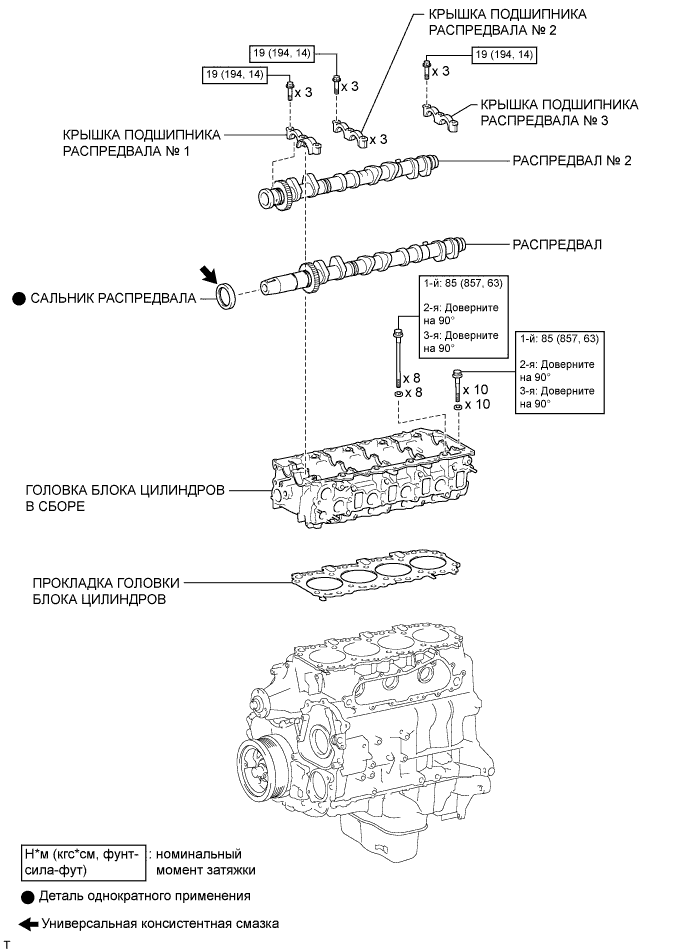 КРЫШКА ПОДШИПНИКА
РАСПРЕДВАЛА № 2
19 (194, 14)
19 (194, 14)
19 (194, 14)
x 3
x 3
x 3
КРЫШКА ПОДШИПНИКА
РАСПРЕДВАЛА № 3
КРЫШКА ПОДШИПНИКА
РАСПРЕДВАЛА № 1
x 3
РАСПРЕДВАЛ № 2
РАСПРЕДВАЛ
САЛЬНИК РАСПРЕДВАЛА
1-й: 85 (857, 63)
2-я: Доверните
на 90°
3-я: Доверните
на 90°
1-й: 85 (857, 63)
2-я: Доверните
на 90°
3-я: Доверните
на 90°
x 8
x 8
x 10
x 10
ГОЛОВКА БЛОКА ЦИЛИНДРОВ
В СБОРЕ
ПРОКЛАДКА ГОЛОВКИ
БЛОКА ЦИЛИНДРОВ
Н*м (кгс*см, фунт-
сила-фут)
: номинальный
момент затяжки
Деталь однократного применения
Универсальная консистентная смазка
T